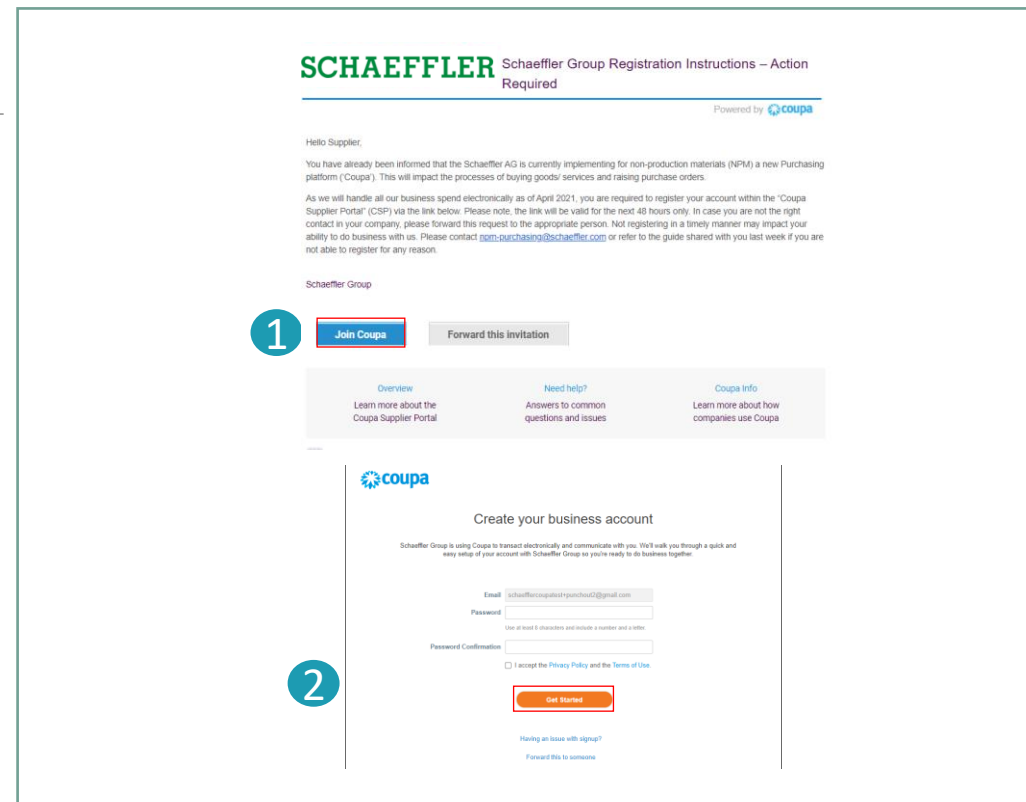 SCHAEFFLER
Schaeffler Group Registration Instructions – Action
Required
Powered by coupa
Hello Supplier,
You have already been informed that the Schaeffler AG is currently implementing for non-production materials (NPM) a new Purchasing
platform ('Coupa'). This will impact the processes of buying goods/ services and raising purchase orders.
As we will handle all our business spend electronically as of April 2021, you are required to register your account within the "Coupa
Supplier Portal" (CSP) via the link below. Please note, the link will be valid for the next 48 hours only. In case you are not the right
contact in your company, please forward this request to the appropriate person. Not registering in a timely manner may impact your
ability to do business with us. Please contact npm-purchasing@schaeffler.com or refer to the guide shared with you last week if you are
not able to register for any reason.
Schaeffler Group
1
Join Coupa
Forward this invitation
Overview
Learn more about the
Coupa Supplier Portal
Need help?
Answers to common
questions and issues
Coupa Info
Learn more about how
companies use Coupa
coupa
Create your business account
Schaeffler Group is using Coupa to transact electronically and communicate with you. We'll walk you through a quick and
easy setup of your account with Schaeffler Group so you're ready to do business together.
Email schaefflercoupatest+punchout2@gmail.com
Password
Use at least 8 characters and include a number and a letter.
Password Confirmation
I accept the Privacy Policy and the Terms of Use.
2
Get Started
Having an issue with signup?
Forward this to someone